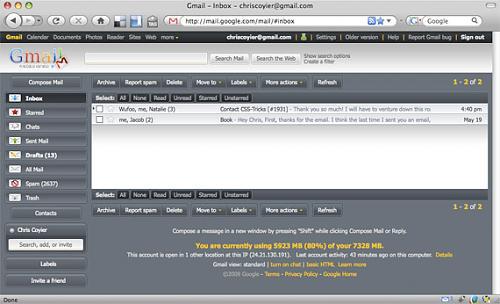 Gmail – Inbox – chriscoyier@gmail.com
http://mail.google.com/mail/#inbox
Google
Gmail Calendar Documents Photos Reader Sites Web more
chriscoyier@gmail.com | Settings | Older version | Help | Report Gmail bug | Sign out
Gmail
Search Mail Search the Web Show search options
Create a filter
Compose Mail
Inbox
Starred
Chats
Sent Mail
Drafts (13)
All Mail
Spam (2637)
Trash
Contacts
Chris Coyier
Search, add, or invite
Labels
Invite a friend
Archive Report spam Delete Move to Labels More actions Refresh 1 - 2 of 2
Select: All None Read Unread Starred Unstarred
Wufoo, me, Natalie (3) Contact CSS-Tricks [#1931] - Thank you so much! I will have to venture down this ro 4:40 pm
me, Jacob (2) Book - Hey Chris, First, thanks for the email. I think the last time I sent you an email, May 19
Select: All None Read Unread Starred Unstarred
Archive Report spam Delete Move to Labels More actions Refresh 1 - 2 of 2
Compose a message in a new window by pressing "Shift" while clicking Compose Mail or Reply.
You are currently using 5923 MB (80%) of your 7328 MB.
This account is open in 1 other location at this IP (24.21.130.191). Last account activity: 43 minutes ago on this computer. Details
Gmail view: standard | turn on chat | basic HTML Learn more
©2009 Google - Terms - Privacy Policy - Google Home
Done